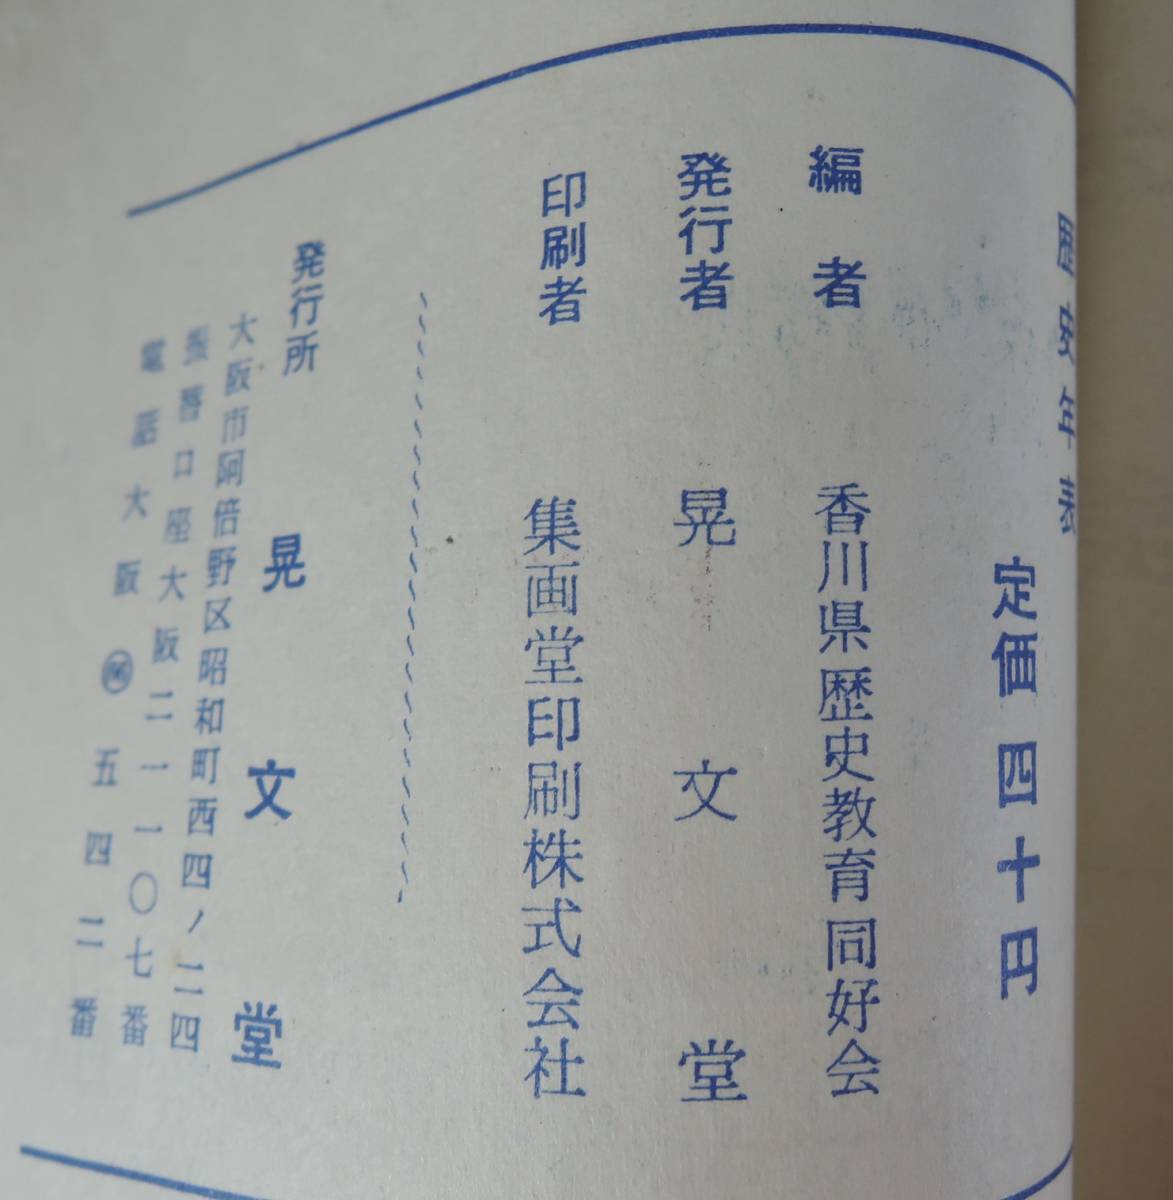 歴史年表
定価 四十円
編者 香川県歴史教育同好会
発行者 晃文堂
印刷者 集画堂印刷株式会社
発行所 晃文堂
大阪市阿倍野区昭和町西四ノ二四
振替口座大阪二一一〇七番
電話大阪 五四二番